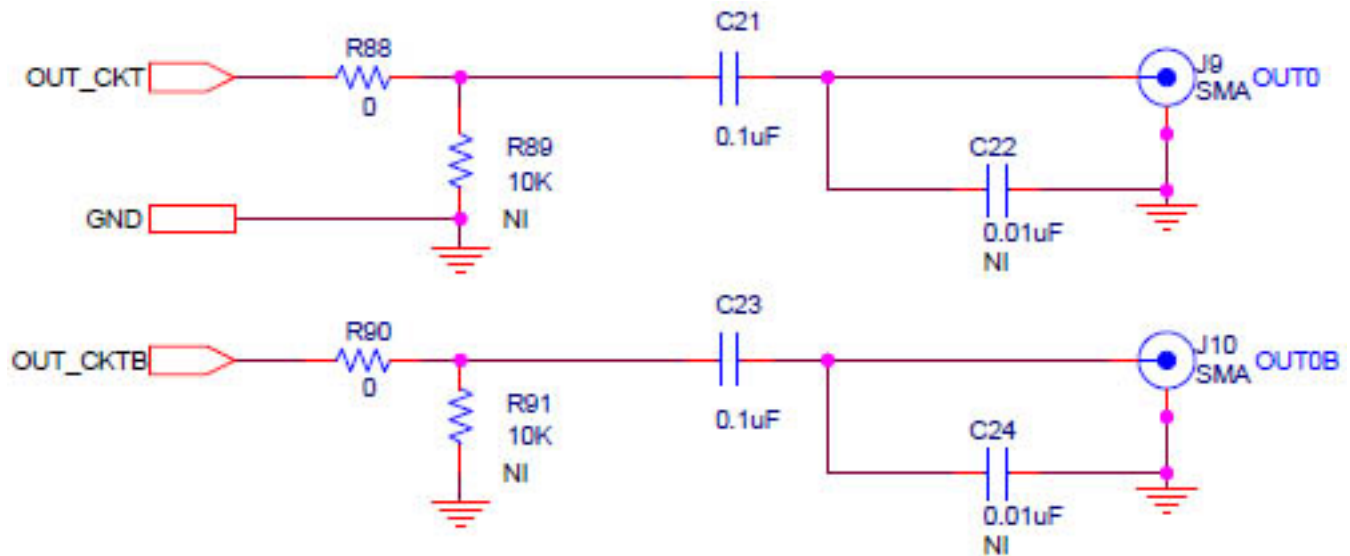 C21
R88
OUT_CKT
J9
SMA
OUT0
0
0.1uF
R89
10K
NI
C22
GND
0.01uF
NI
C23
R90
OUT_CKTB
J10
SMA
OUT0B
0
R91
10K
NI
0.1uF
C24
0.01uF
NI